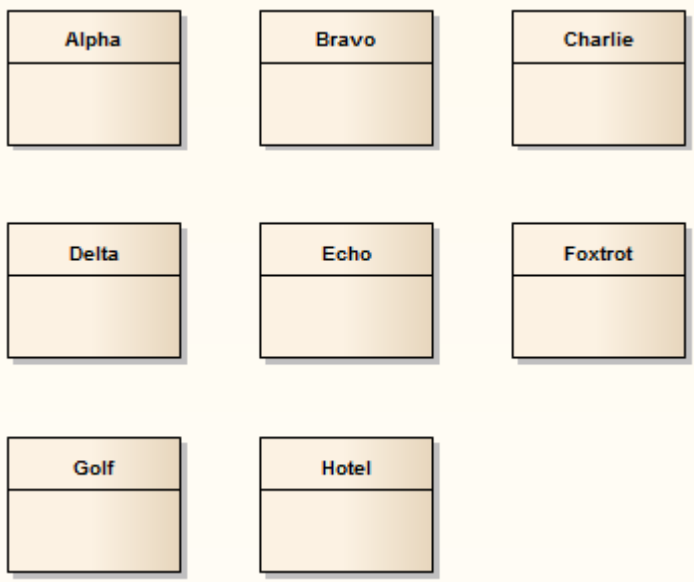 Alpha
Bravo
Charlie
Delta
Echo
Foxtrot
Golf
Hotel